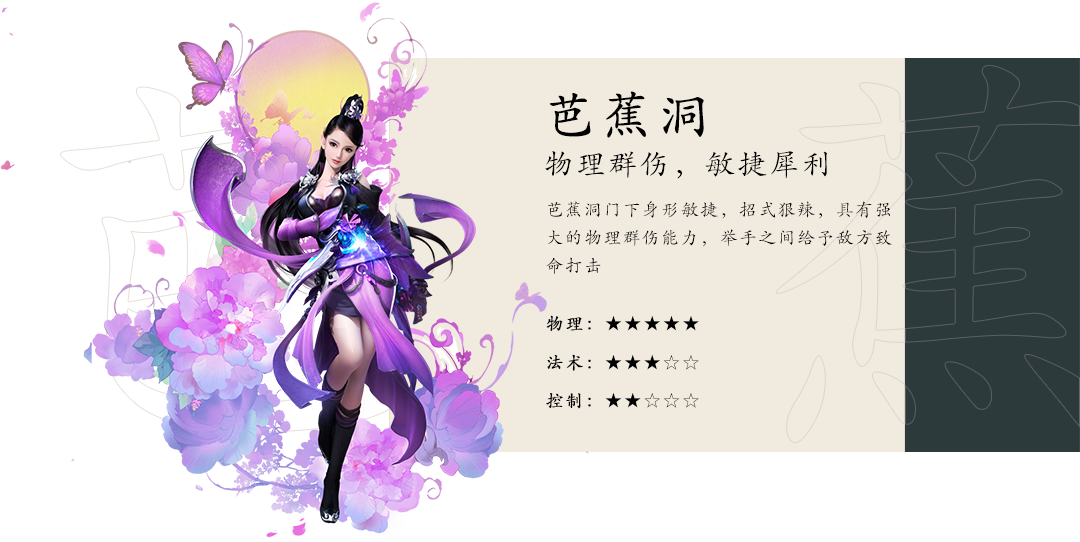 芭蕉洞
物理群伤，敏捷犀利
芭蕉洞门下身形敏捷，招式狠辣，具有强
大的物理群伤能力，举手之间给予敌方致
命打击
物理：★★★★★
法术：★★★☆☆
控制：★★☆☆☆
芭
蕉